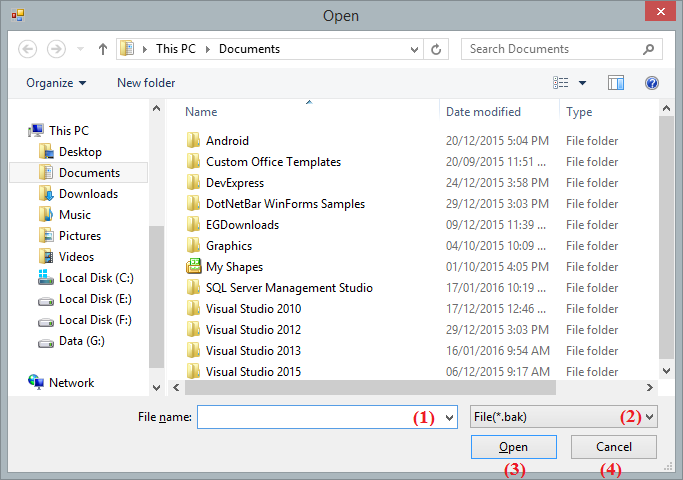 Open
This PC Documents Search Documents
Organize New folder
Name Date modified Type
This PC
Desktop
Documents
Downloads
Music
Pictures
Videos
Local Disk (C:)
Local Disk (E:)
Local Disk (F:)
Data (G:)
Network
Android 20/12/2015 5:04 PM File folder
Custom Office Templates 20/09/2015 11:51 ... File folder
DevExpress 24/12/2015 3:58 PM File folder
DotNetBar WinForms Samples 29/12/2015 3:03 PM File folder
EGDownloads 09/12/2015 11:39 ... File folder
Graphics 04/10/2015 10:09 ... File folder
My Shapes 01/10/2015 4:05 PM File folder
SQL Server Management Studio 17/01/2016 10:19 ... File folder
Visual Studio 2010 17/12/2015 12:46 ... File folder
Visual Studio 2012 29/12/2015 3:03 PM File folder
Visual Studio 2013 16/01/2016 9:54 AM File folder
Visual Studio 2015 06/12/2015 9:17 AM File folder
File name: (1) File(*.bak) (2)
Open Cancel
(3) (4)